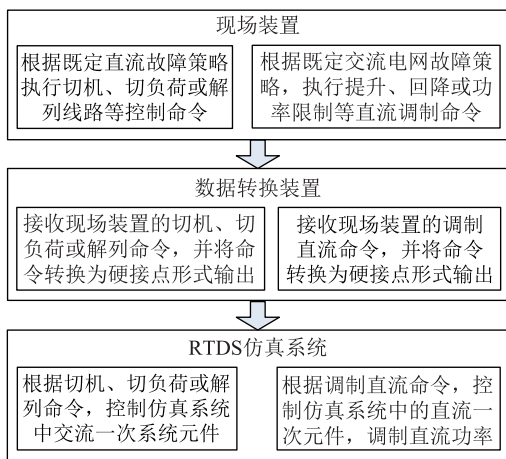 现场装置
根据既定直流故障策略
执行切机、切负荷或解
列线路等控制命令
根据既定交流电网故障策
略，执行提升、回降或功
率限制等直流调制命令
数据转换装置
接收现场装置的切机、切
负荷或解列命令，并将命
令转换为硬接点形式输出
接收现场装置的调制
直流命令，并将命令
转换为硬接点形式输出
RTDS仿真系统
根据切机、切负荷或解
列命令，控制仿真系统
中交流一次系统元件
根据调制直流命令，控
制仿真系统中的直流一
次元件，调制直流功率